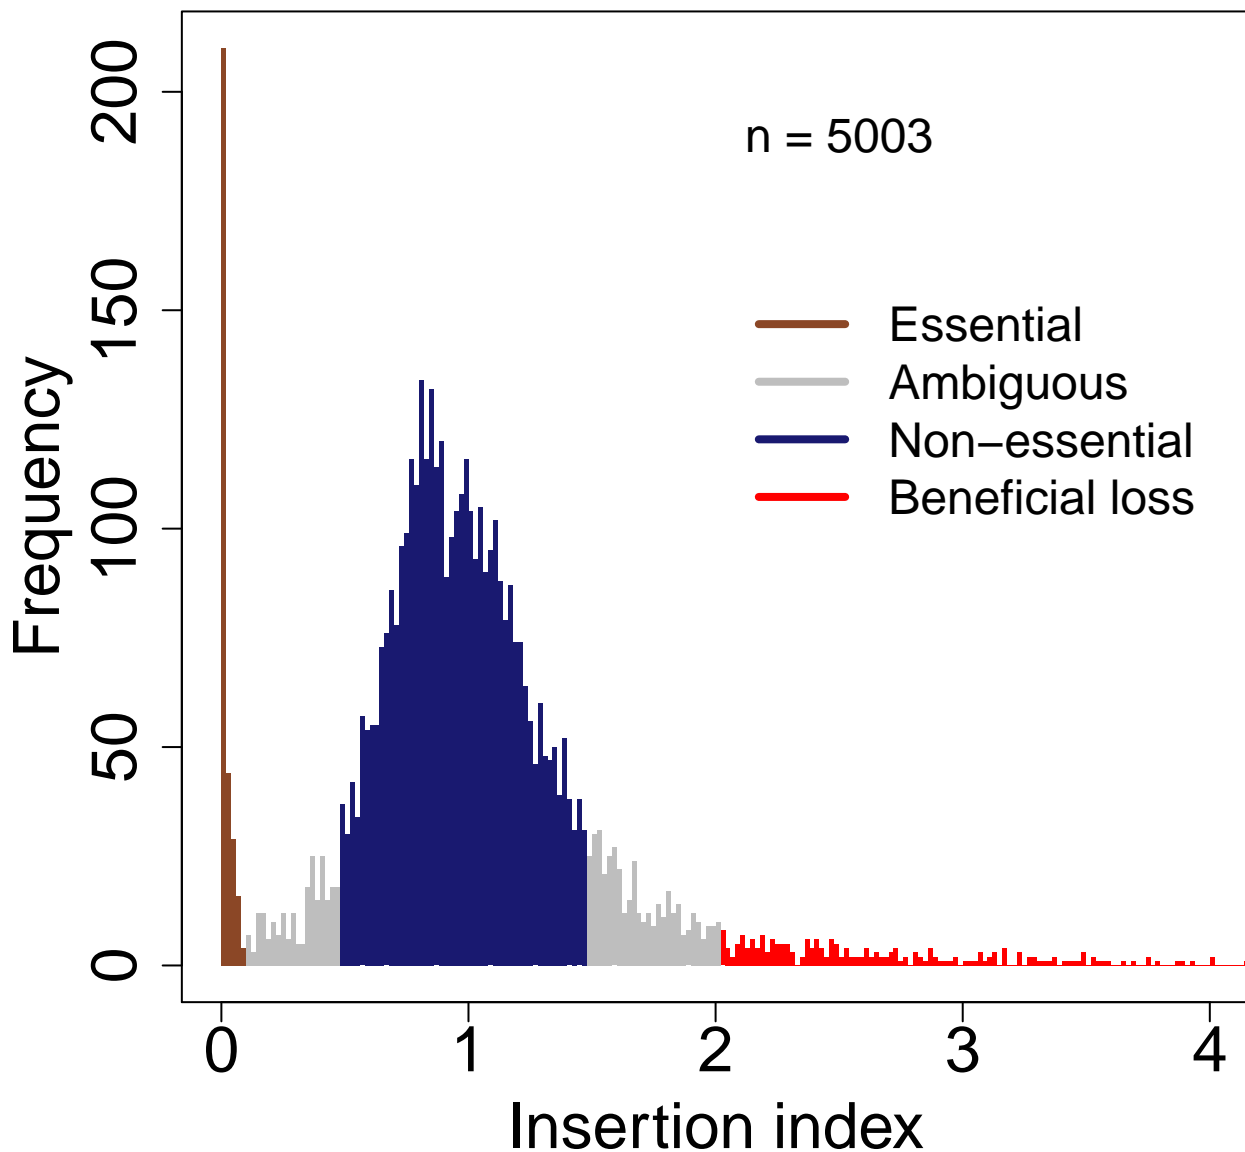 200
150
100
50
0
Frequency
n = 5003
Essential
Ambiguous
Non−essential
Beneficial loss
0 1 2 3 4
Insertion index